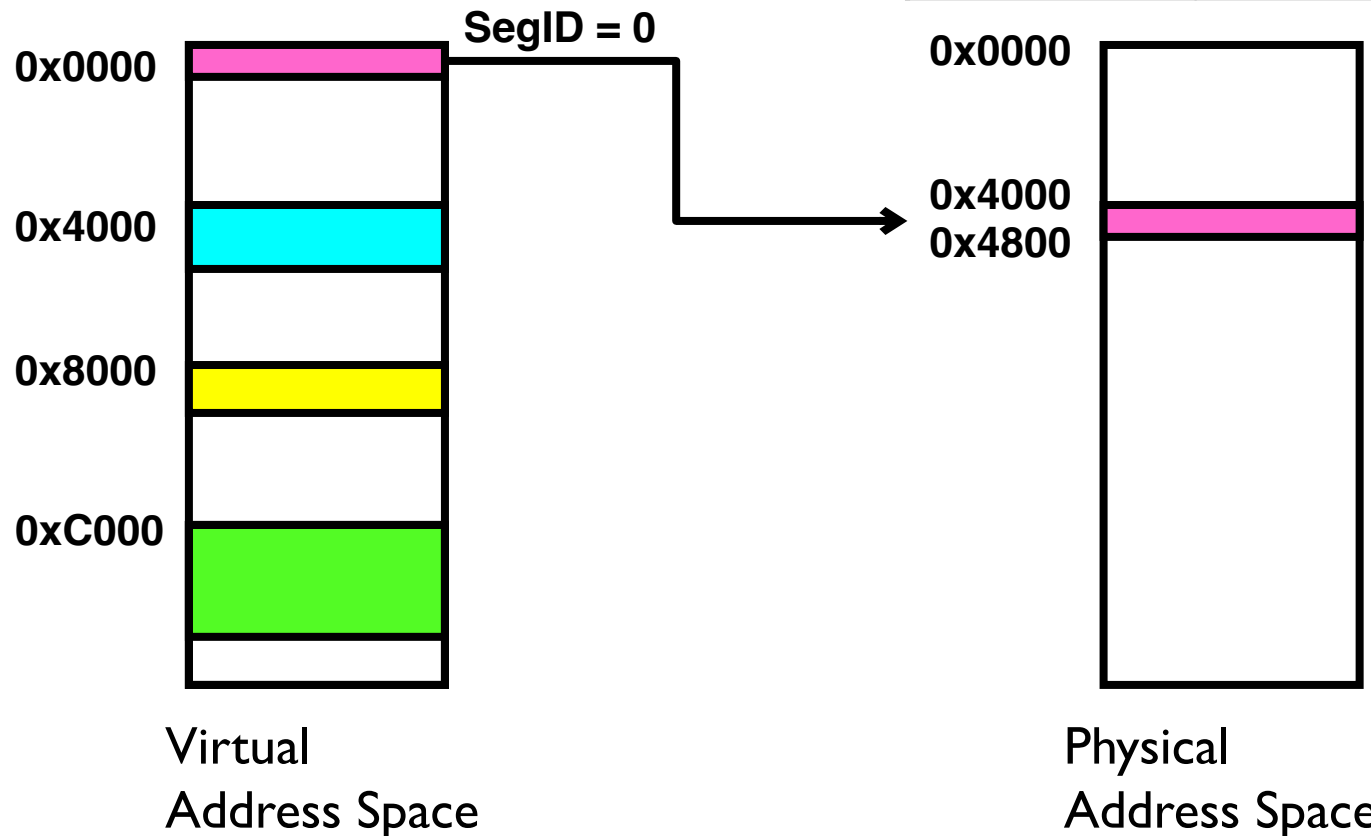 SegID = 0
0x0000
0x4000
0x8000
0xC000
Virtual
Address Space
0x0000
0x4000
0x4800
Physical
Address Space